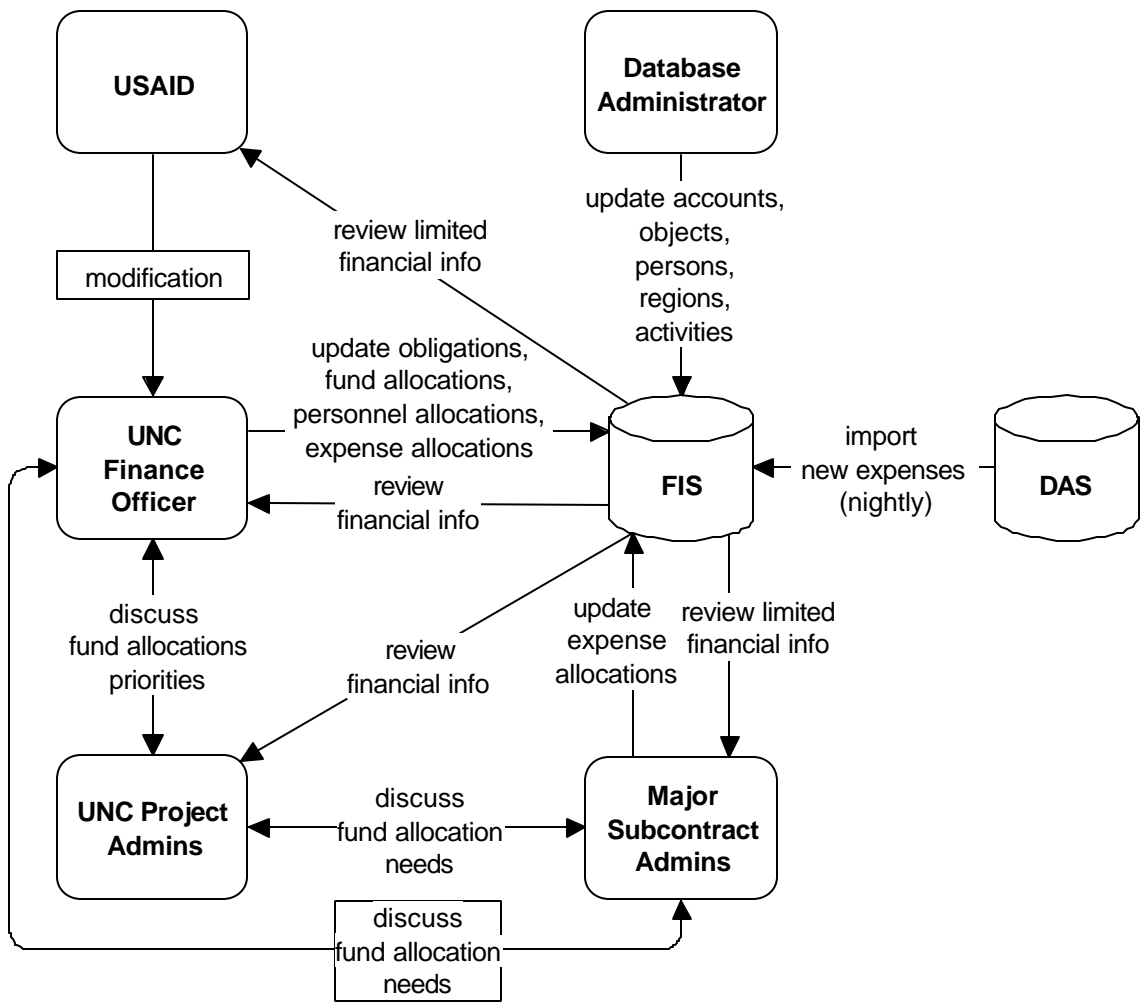 USAID
Database
Administrator
update accounts,
objects,
persons,
regions,
activities
review limited
financial info
modification
update obligations,
fund allocations,
personnel allocations,
expense allocations
UNC
Finance
Officer
review
financial info
FIS
import
new expenses
(nightly)
DAS
discuss
fund allocations
priorities
review
financial info
update
expense
allocations
review limited
financial info
UNC Project
Admins
discuss
fund allocation
needs
Major
Subcontract
Admins
discuss
fund allocation
needs